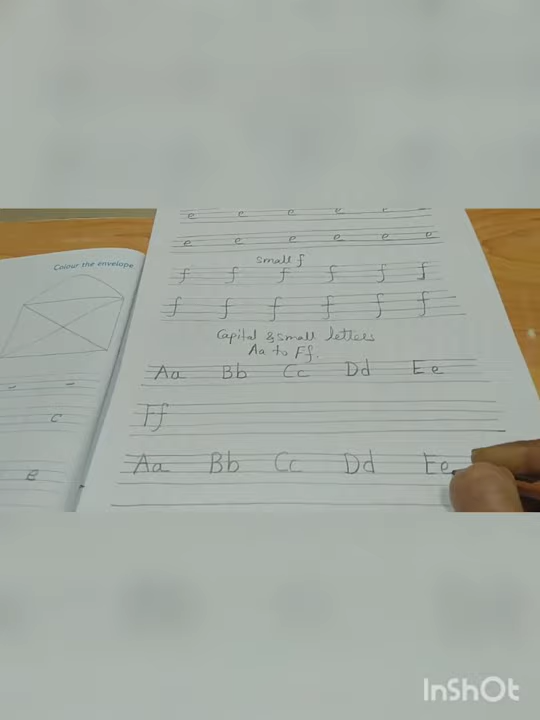 Colour the envelope
c
e
e e e e e
e e e e e e
small f
f f f f f f
f f f f f f
Capital & small letters
Aa to Ff.
Aa Bb Cc Dd Ee
Ff
Aa Bb Cc Dd Ee
InShOt